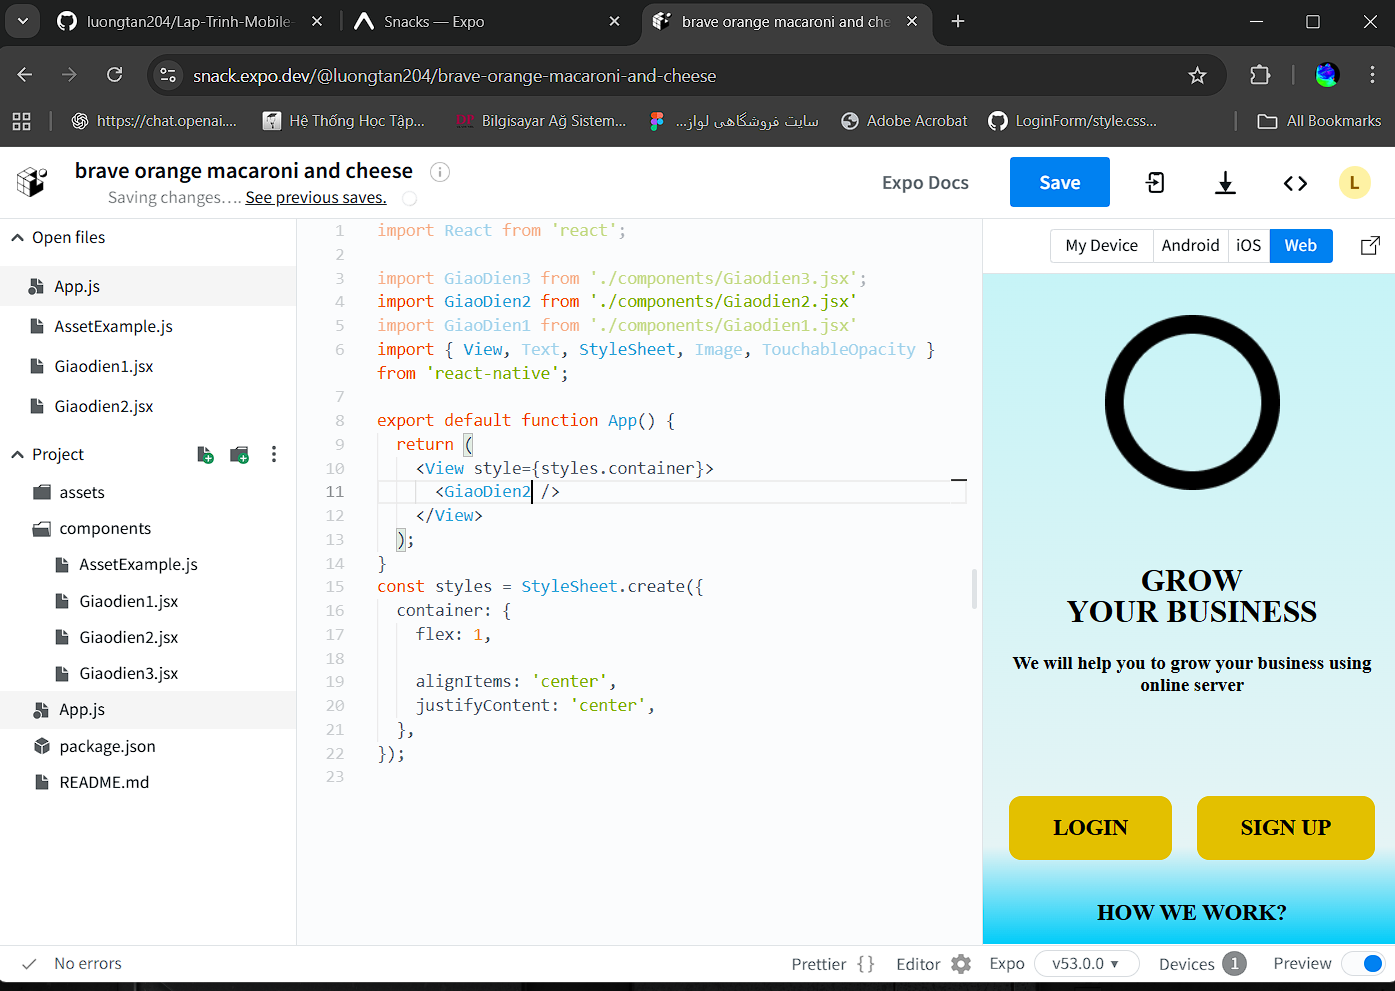 luongtan204/Lap-Trinh-Mobile-
Snacks — Expo
brave orange macaroni and che
snack.expo.dev/@luongtan204/brave-orange-macaroni-and-cheese
https://chat.openai....
Hệ Thống Học Tập...
Bilgisayar Ağ Sistem...
سایت فروشگاهی لواز...
Adobe Acrobat
LoginForm/style.css...
All Bookmarks
brave orange macaroni and cheese
Saving changes.... See previous saves.
Expo Docs
Save
L
Open files
App.js
AssetExample.js
Giaodien1.jsx
Giaodien2.jsx
Project
assets
components
AssetExample.js
Giaodien1.jsx
Giaodien2.jsx
Giaodien3.jsx
App.js
package.json
README.md
1 import React from 'react';
2
3 import GiaoDien3 from './components/Giaodien3.jsx';
4 import GiaoDien2 from './components/Giaodien2.jsx'
5 import GiaoDien1 from './components/Giaodien1.jsx'
6 import { View, Text, StyleSheet, Image, TouchableOpacity }
from 'react-native';
7
8 export default function App() {
9 return (
10 <View style={styles.container}>
11 <GiaoDien2 />
12 </View>
13 );
14 }
15 const styles = StyleSheet.create({
16 container: {
17 flex: 1,
18
19 alignItems: 'center',
20 justifyContent: 'center',
21 },
22 });
23
My Device
Android
iOS
Web
GROW
YOUR BUSINESS
We will help you to grow your business using
online server
LOGIN
SIGN UP
HOW WE WORK?
No errors
Prettier { }
Editor
Expo
v53.0.0
Devices 1
Preview